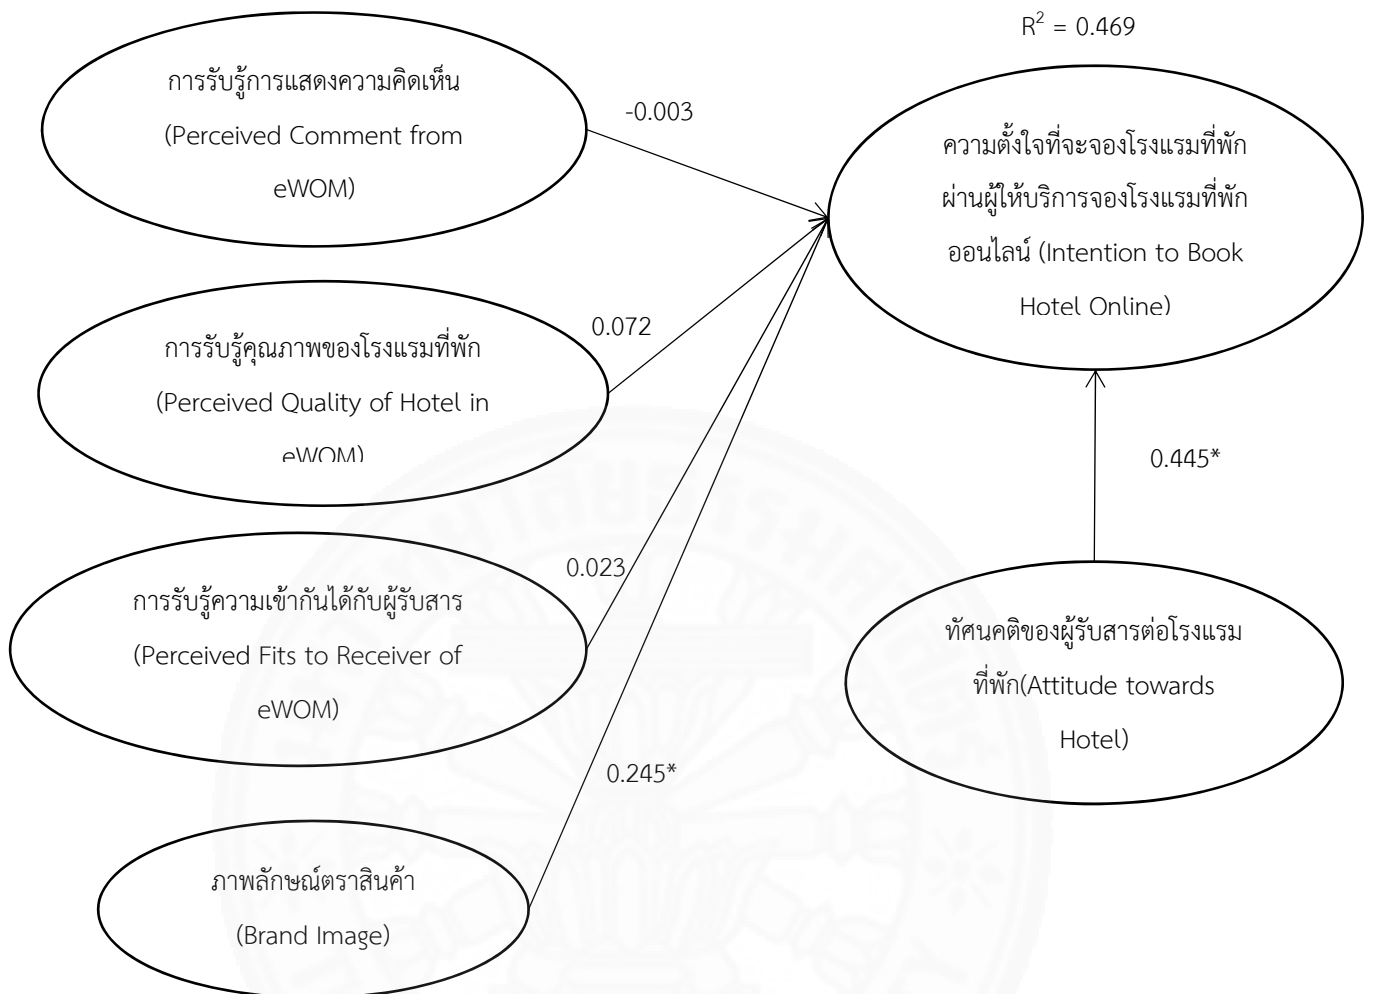 R² = 0.469
การรับรู้การแสดงความคิดเห็น
(Perceived Comment from
eWOM)
-0.003
ความตั้งใจที่จะจองโรงแรมที่พัก
ผ่านผู้ให้บริการจองโรงแรมที่พัก
ออนไลน์ (Intention to Book
Hotel Online)
การรับรู้คุณภาพของโรงแรมที่พัก
(Perceived Quality of Hotel in
eWOM)
0.072
0.445*
การรับรู้ความเข้ากันได้กับผู้รับสาร
(Perceived Fits to Receiver of
eWOM)
0.023
ทัศนคติของผู้รับสารต่อโรงแรม
ที่พัก(Attitude towards
Hotel)
0.245*
ภาพลักษณ์ตราสินค้า
(Brand Image)